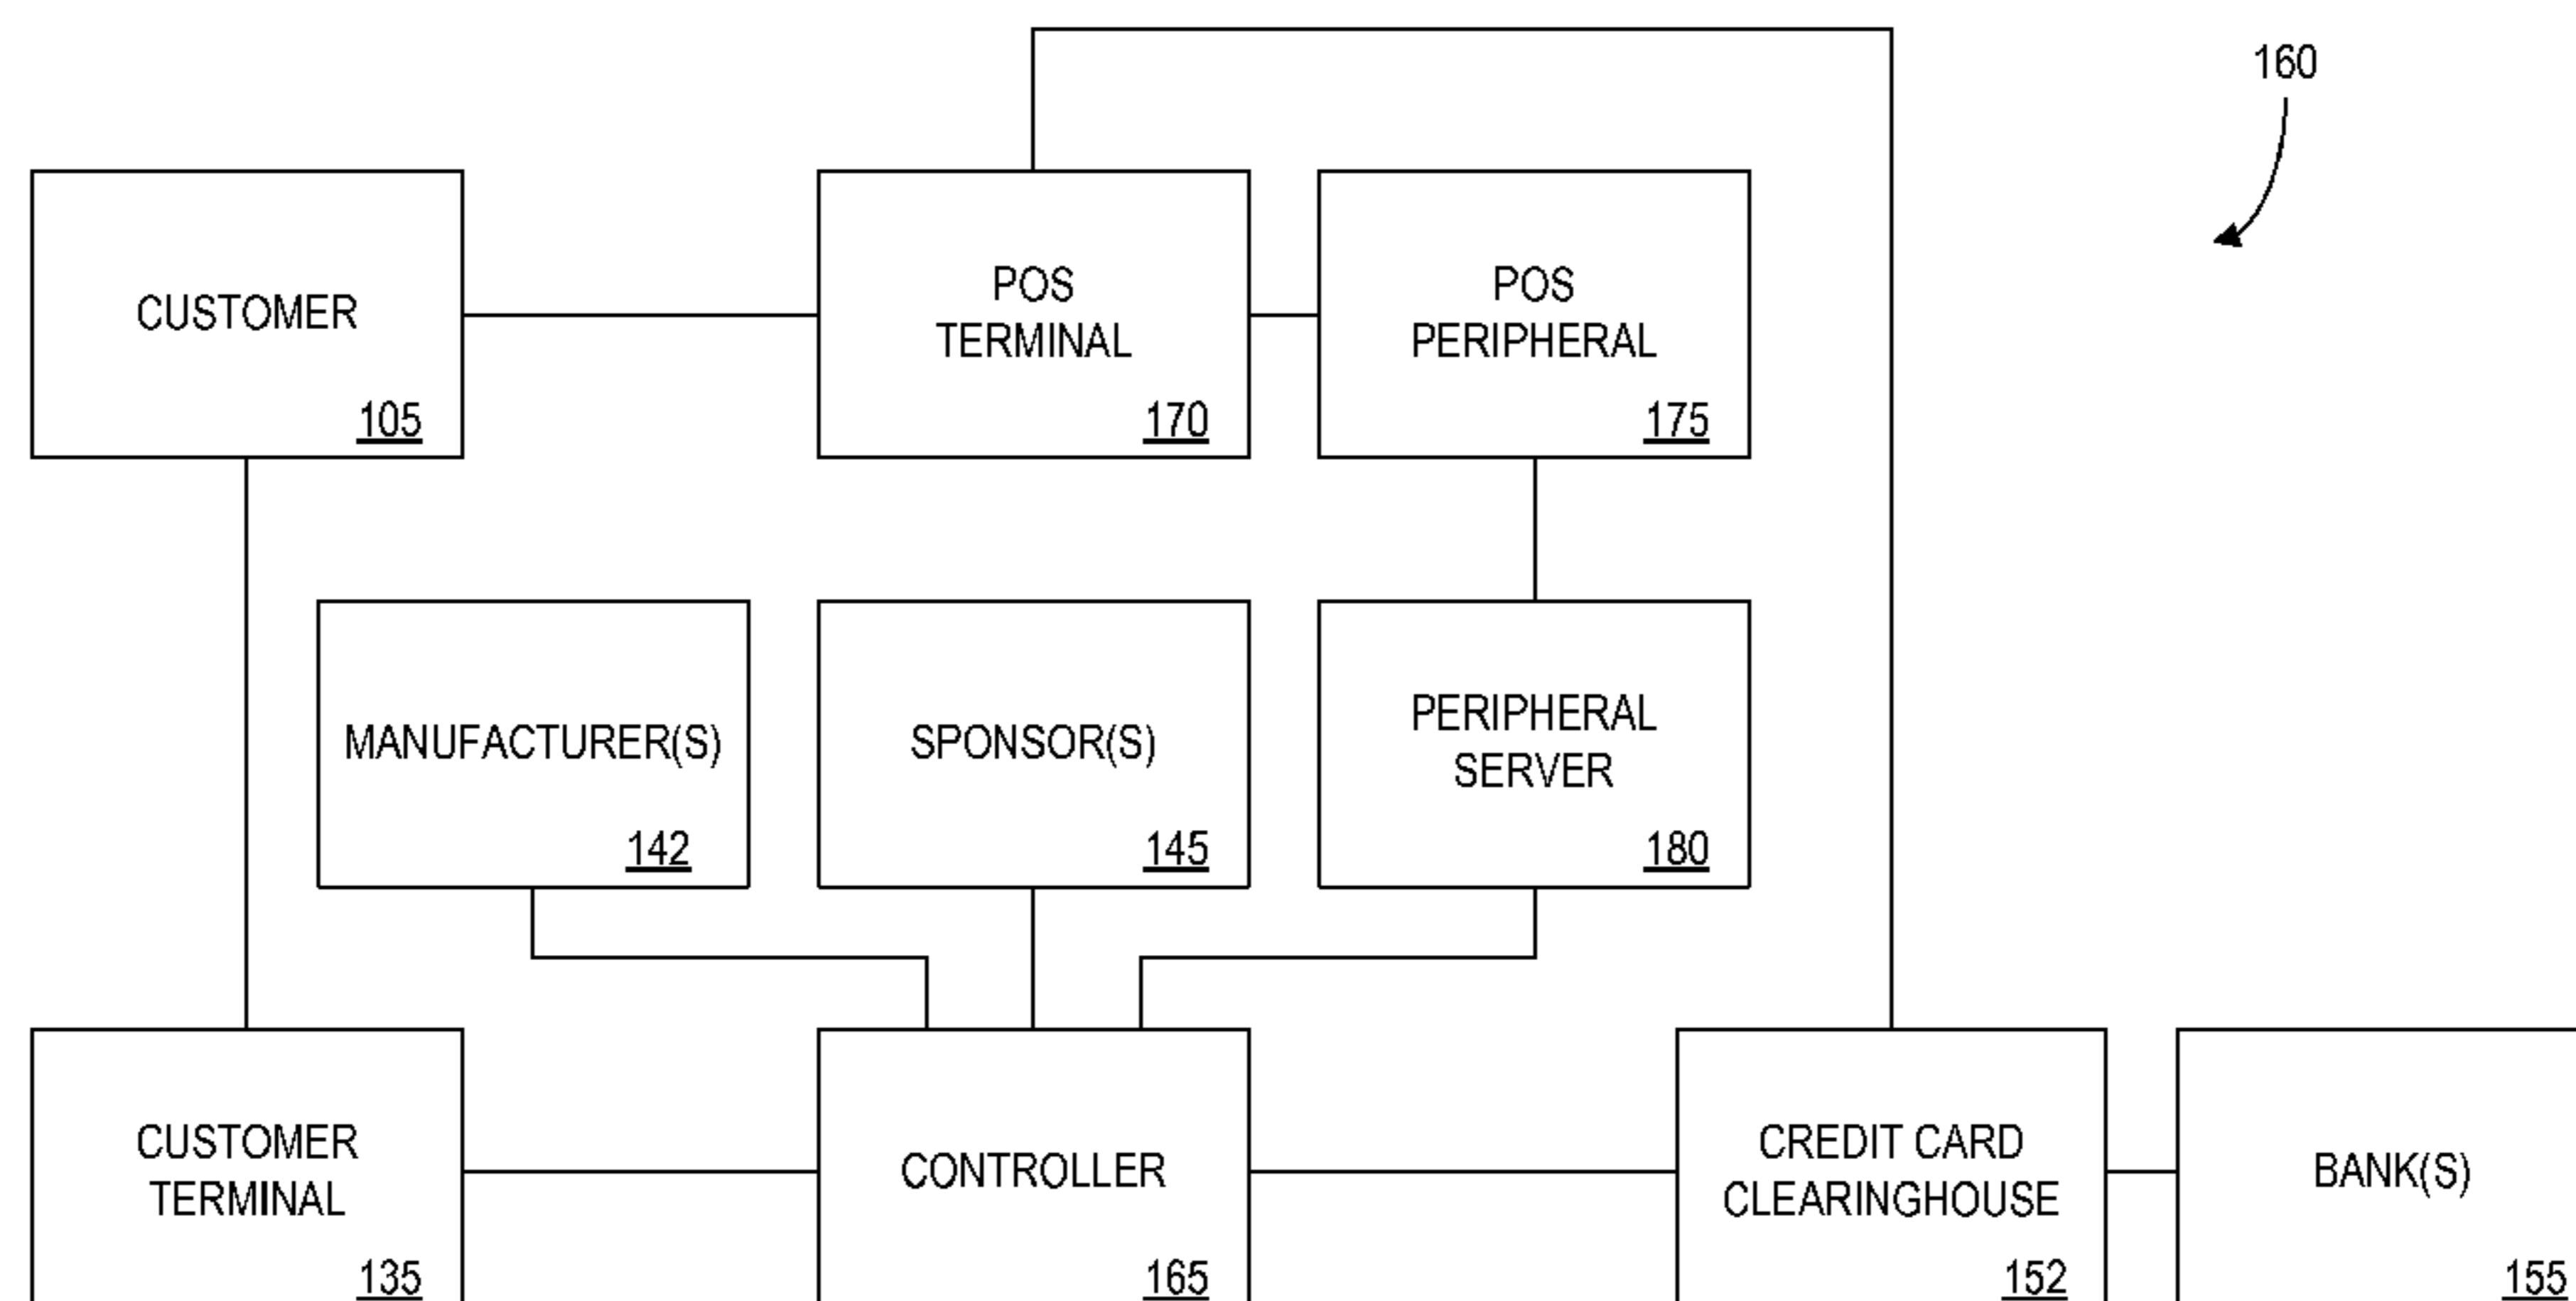 160
CUSTOMER
105
POS
TERMINAL
170
POS
PERIPHERAL
175
MANUFACTURER(S)
142
SPONSOR(S)
145
PERIPHERAL
SERVER
180
CUSTOMER
TERMINAL
135
CONTROLLER
165
CREDIT CARD
CLEARINGHOUSE
152
BANK(S)
155